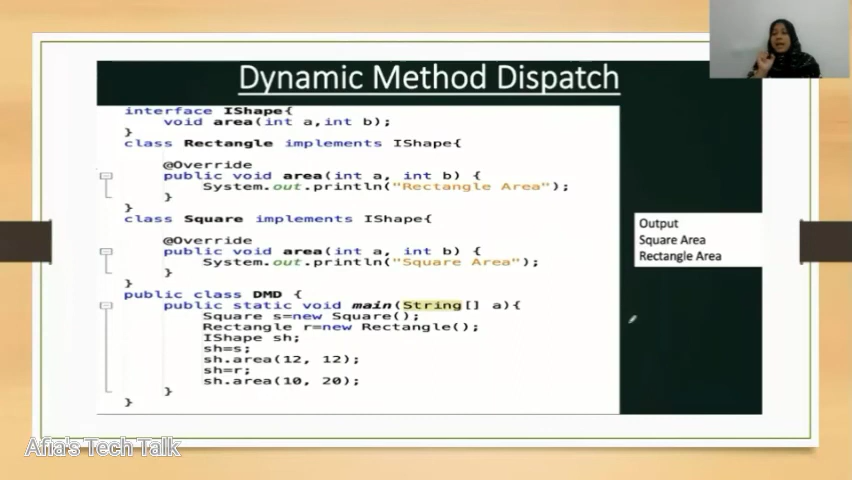 Dynamic Method Dispatch
interface IShape{
void area(int a,int b);
}
class Rectangle implements IShape{
@Override
public void area(int a, int b) {
System.out.println("Rectangle Area");
}
}
class Square implements IShape{
@Override
public void area(int a, int b) {
System.out.println("Square Area");
}
}
public class DMD {
public static void main(String[] a){
Square s=new Square();
Rectangle r=new Rectangle();
IShape sh;
sh=s;
sh.area(12, 12);
sh=r;
sh.area(10, 20);
}
}
Output
Square Area
Rectangle Area
Afia's Tech Talk